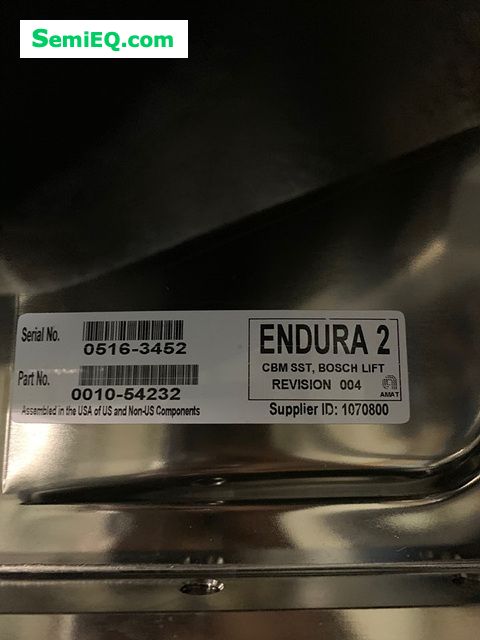 SemiEQ.com
Serial No.
0516-3452
Part No.
0010-54232
Assembled in the USA of US and Non-US Components
ENDURA 2
CBM SST, BOSCH LIFT
REVISION 004
AMAT
Supplier ID: 1070800